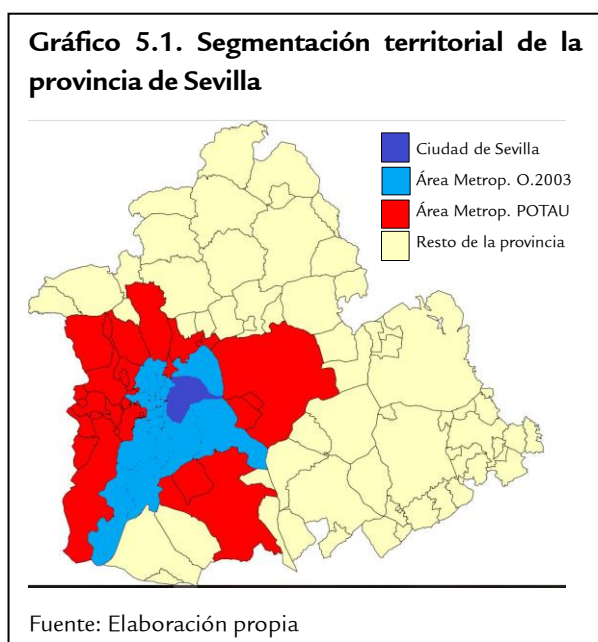 Gráfico 5.1. Segmentación territorial de la
provincia de Sevilla
Ciudad de Sevilla
Área Metrop. O.2003
Área Metrop. POTAU
Resto de la provincia
Fuente: Elaboración propia